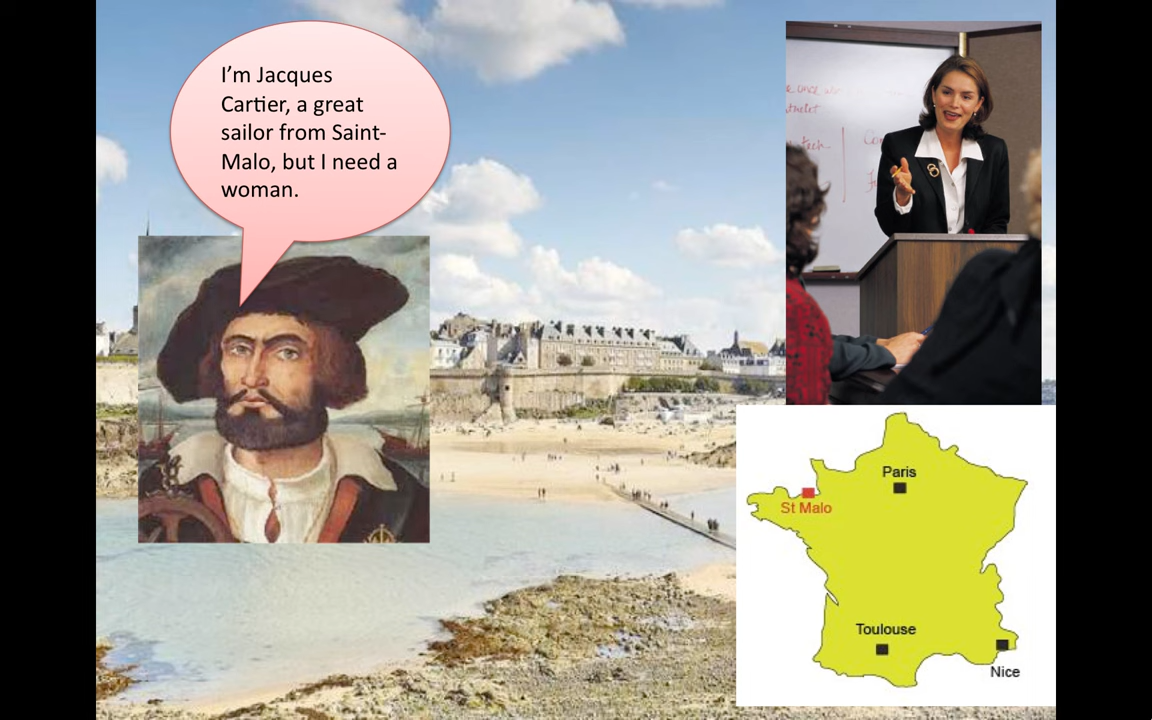 I’m Jacques
Cartier, a great
sailor from Saint-
Malo, but I need a
woman.
Paris
St Malo
Toulouse
Nice